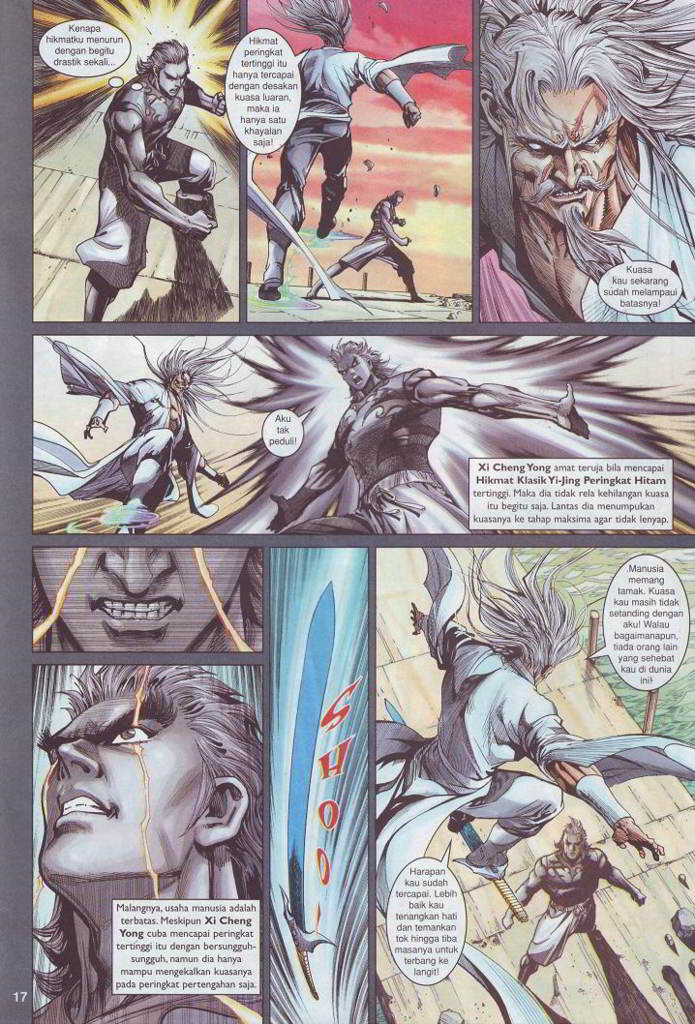 Kenapa
hikmatku menurun
dengan begitu
drastik sekali...
Hikmat
peringkat
tertinggi itu
hanya tercapai
dengan desakan
kuasa luaran,
maka ia
hanya satu
khayalan
saja!
Kuasa
kau sekarang
sudah melampau
batasnya!
Aku
tak
peduli!
Xi Cheng Yong amat teruja bila mencapai
Hikmat Klasik Yi-Jing Peringkat Hitam
tertinggi. Maka dia tidak rela kehilangan kuasa
itu begitu saja. Lantas dia menumpukan
kuasanya ke tahap maksima agar tidak lenyap.
Malangnya, usaha manusia adalah
terbatas. Meskipun Xi Cheng
Yong cuba mencapai peringkat
tertinggi itu dengan bersungguh-
sungguh, namun dia hanya
mampu mengekalkan kuasanya
pada peringkat pertengahan saja.
SHOO!
Manusia
memang
tamak. Kuasa
kau masih tidak
setanding dengan
aku! Walau
bagaimanapun,
tiada orang lain
yang sehebat
kau di dunia
ini!
Harapan
kau sudah
tercapai. Lebih
baik kau
tenangkan hati
dan temankan
tok hingga tiba
masanya untuk
terbang ke
langit!
17